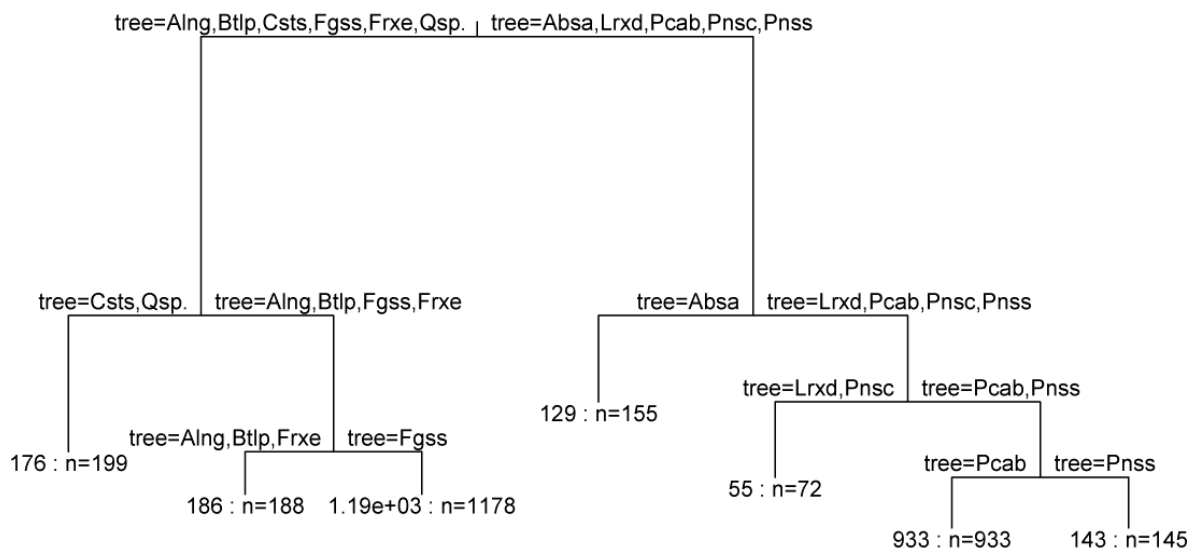 tree=Alng,Btlp,Csts,Fgss,Frxe,Qsp.
tree=Absa,Lrxd,Pcab,Pnsc,Pnss
tree=Csts,Qsp.
tree=Alng,Btlp,Fgss,Frxe
tree=Absa
tree=Lrxd,Pcab,Pnsc,Pnss
tree=Lrxd,Pnsc
tree=Pcab,Pnss
129 : n=155
tree=Alng,Btlp,Frxe
tree=Fgss
176 : n=199
tree=Pcab
tree=Pnss
55 : n=72
186 : n=188
1.19e+03 : n=1178
933 : n=933
143 : n=145